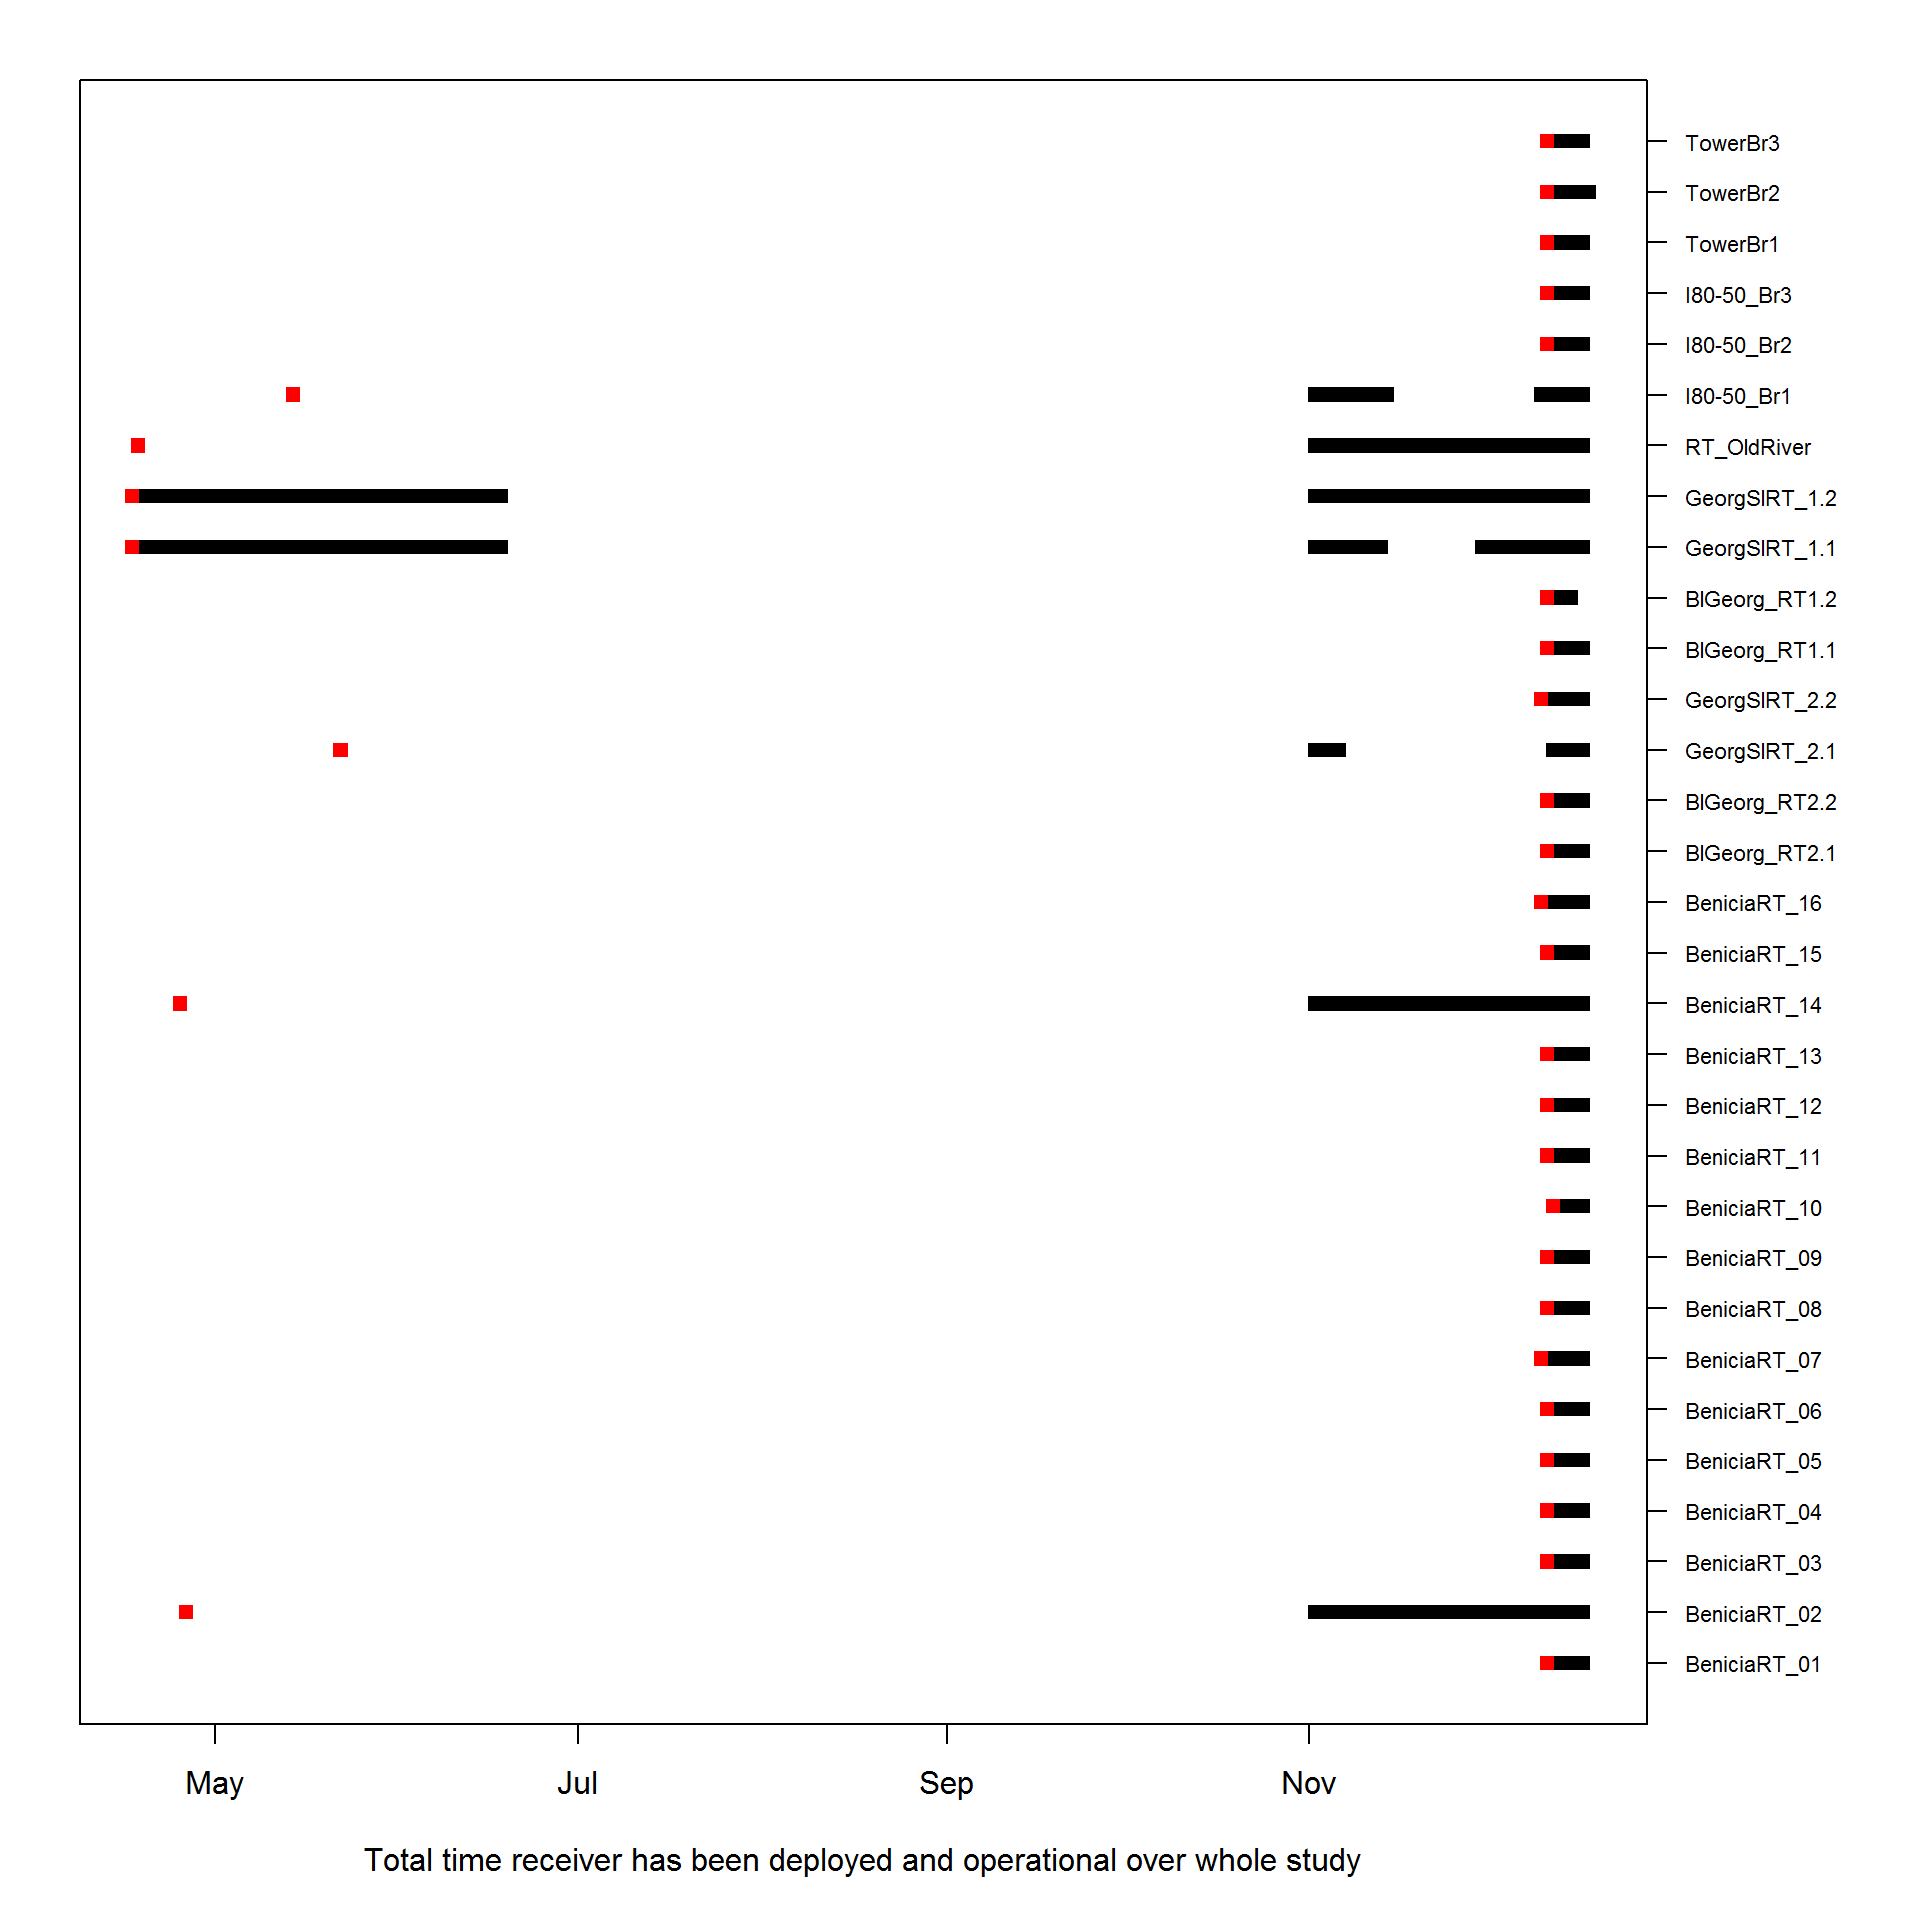 TowerBr3
TowerBr2
TowerBr1
I80-50_Br3
I80-50_Br2
I80-50_Br1
RT_OldRiver
GeorgSlRT_1.2
GeorgSlRT_1.1
BlGeorg_RT1.2
BlGeorg_RT1.1
GeorgSlRT_2.2
GeorgSlRT_2.1
BlGeorg_RT2.2
BlGeorg_RT2.1
BeniciaRT_16
BeniciaRT_15
BeniciaRT_14
BeniciaRT_13
BeniciaRT_12
BeniciaRT_11
BeniciaRT_10
BeniciaRT_09
BeniciaRT_08
BeniciaRT_07
BeniciaRT_06
BeniciaRT_05
BeniciaRT_04
BeniciaRT_03
BeniciaRT_02
BeniciaRT_01
May Jul Sep Nov
Total time receiver has been deployed and operational over whole study